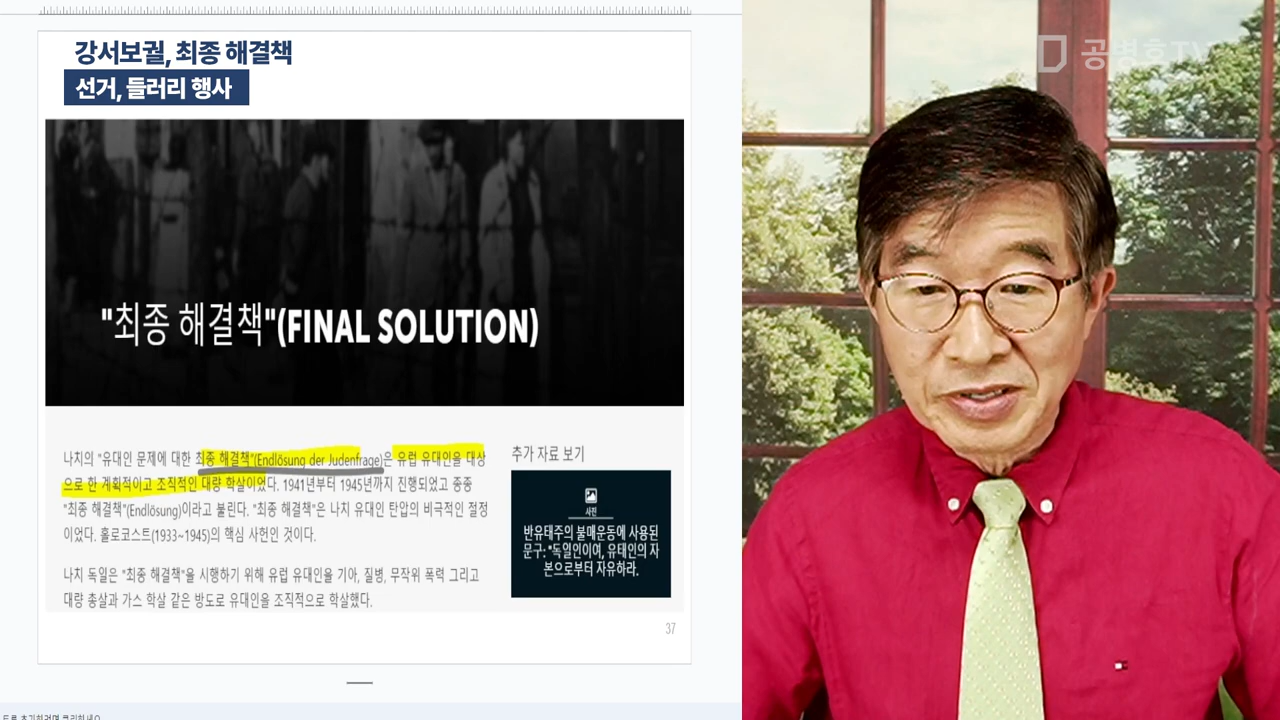 강서보궐, 최종 해결책
선거, 들러리 행사
공병호TV
"최종 해결책"(FINAL SOLUTION)
나치의 "유대인 문제에 대한 최종 해결책"(Endlösung der Judenfrage)은 유럽 유대인을 대상
으로 한 계획적이고 조직적인 대량 학살이었다. 1941년부터 1945년까지 진행되었고 종종
"최종 해결책"(Endlösung)이라고 불린다. "최종 해결책"은 나치 유대인 탄압의 비극적인 절정
이었다. 홀로코스트(1933~1945)의 핵심 사헌인 것이다.
나치 독일은 "최종 해결책"을 시행하기 위해 유럽 유대인을 기아, 질병, 무작위 폭력 그리고
대량 총살과 가스 학살 같은 방도로 유대인을 조직적으로 학살했다.
추가 자료 보기
사진
반유태주의 불매운동에 사용된
문구: "독일인이여, 유태인의 자
본으로부터 자유하라.
37